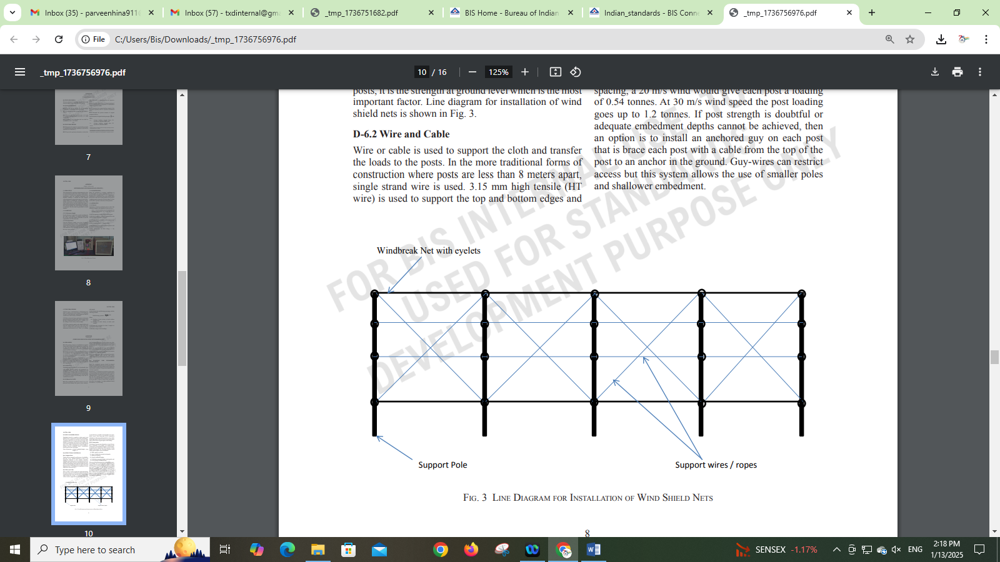 Inbox (35) - parveenhina911@
Inbox (57) - txdinternal@gma
_tmp_1736751682.pdf
BIS Home - Bureau of Indian
Indian_standards - BIS Conne
_tmp_1736756976.pdf
File
C:/Users/Bis/Downloads/_tmp_1736756976.pdf
_tmp_1736756976.pdf
10 / 16
125%
7
8
9
10
posts, it is the strength at ground level which is the most
important factor. Line diagram for installation of wind
shield nets is shown in Fig. 3.
D-6.2 Wire and Cable
Wire or cable is used to support the cloth and transfer
the loads to the posts. In the more traditional forms of
construction where posts are less than 8 meters apart,
single strand wire is used. 3.15 mm high tensile (HT
wire) is used to support the top and bottom edges and
spacing, a 20 m/s wind would give each post a loading
of 0.54 tonnes. At 30 m/s wind speed the post loading
goes up to 1.2 tonnes. If post strength is doubtful or
adequate embedment depths cannot be achieved, then
an option is to install an anchored guy on each post
that is brace each post with a cable from the top of the
post to an anchor in the ground. Guy-wires can restrict
access but this system allows the use of smaller poles
and shallower embedment.
FOR BIS INTERNAL USE TO
USED FOR STANDARDS
DEVELOPMENT PURPOSE ONLY
Windbreak Net with eyelets
Support Pole
Support wires / ropes
FIG. 3 LINE DIAGRAM FOR INSTALLATION OF WIND SHIELD NETS
8
Type here to search
SENSEX -1.17%
ENG
2:18 PM
1/13/2025